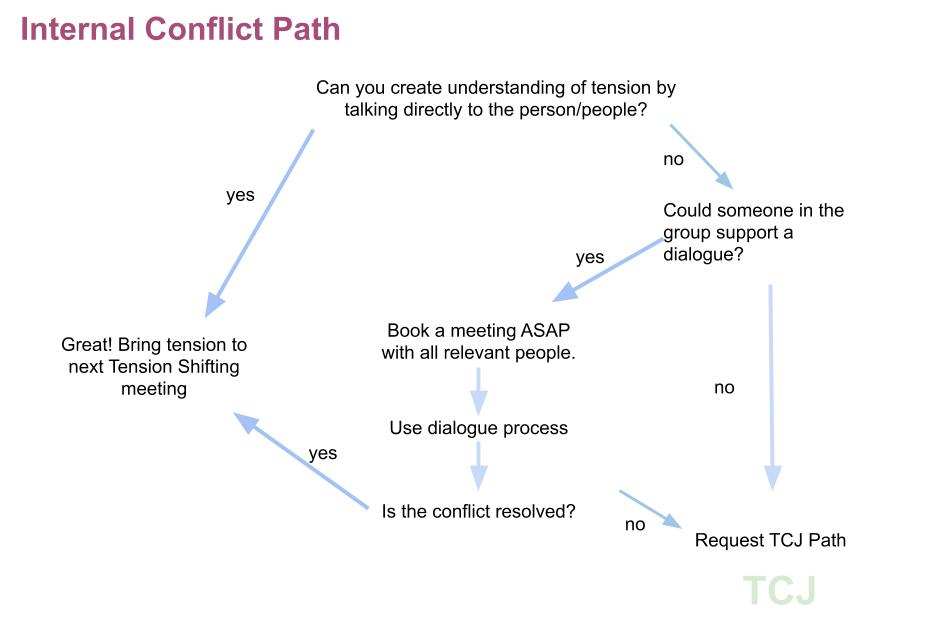 Internal Conflict Path
Can you create understanding of tension by
talking directly to the person/people?
no
yes
Could someone in the
group support a
dialogue?
yes
Book a meeting ASAP
with all relevant people.
Great! Bring tension to
next Tension Shifting
meeting
no
Use dialogue process
yes
Is the conflict resolved?
no
Request TCJ Path
TCJ